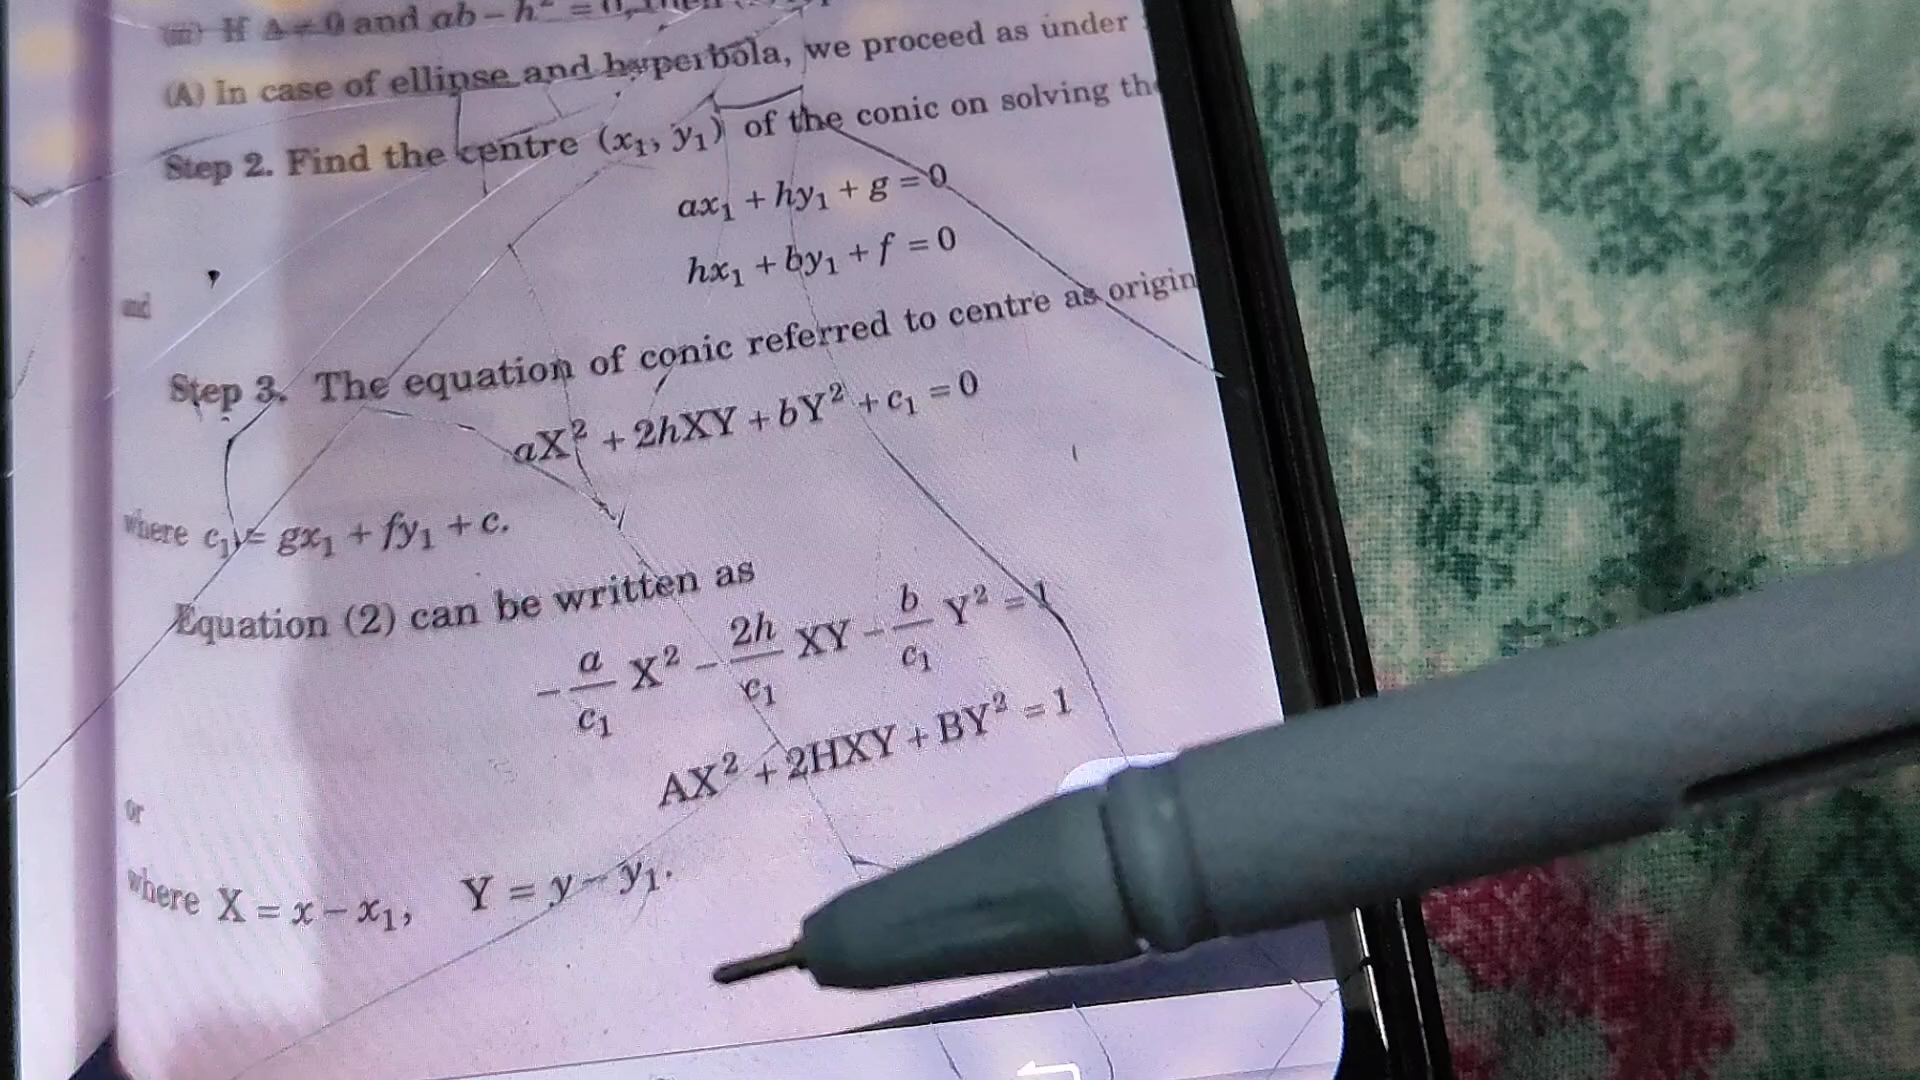 (iii) If Δ ≠ 0 and ab – h² = 0, then
(A) In case of ellipse and hyperbola, we proceed as under
Step 2. Find the centre (x₁, y₁) of the conic on solving the
ax₁ + hy₁ + g = 0
and
hx₁ + by₁ + f = 0
Step 3. The equation of conic referred to centre as origin
aX² + 2hXY + bY² + c₁ = 0
where c₁ = gx₁ + fy₁ + c.
Equation (2) can be written as
– a/c₁ X² – 2h/c₁ XY – b/c₁ Y² = 1
or
AX² + 2HXY + BY² = 1
where X = x – x₁, Y = y – y₁.